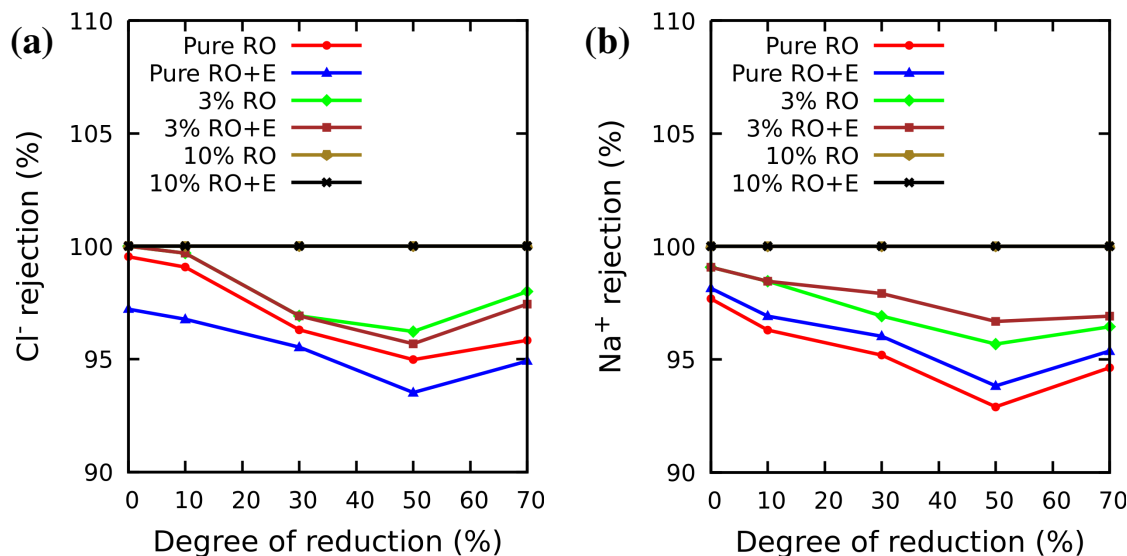 (a)
110
105
100
95
90
Cl- rejection (%)
Pure RO
Pure RO+E
3% RO
3% RO+E
10% RO
10% RO+E
0 10 20 30 40 50 60 70
Degree of reduction (%)
(b)
110
105
100
95
90
Na+ rejection (%)
Pure RO
Pure RO+E
3% RO
3% RO+E
10% RO
10% RO+E
0 10 20 30 40 50 60 70
Degree of reduction (%)